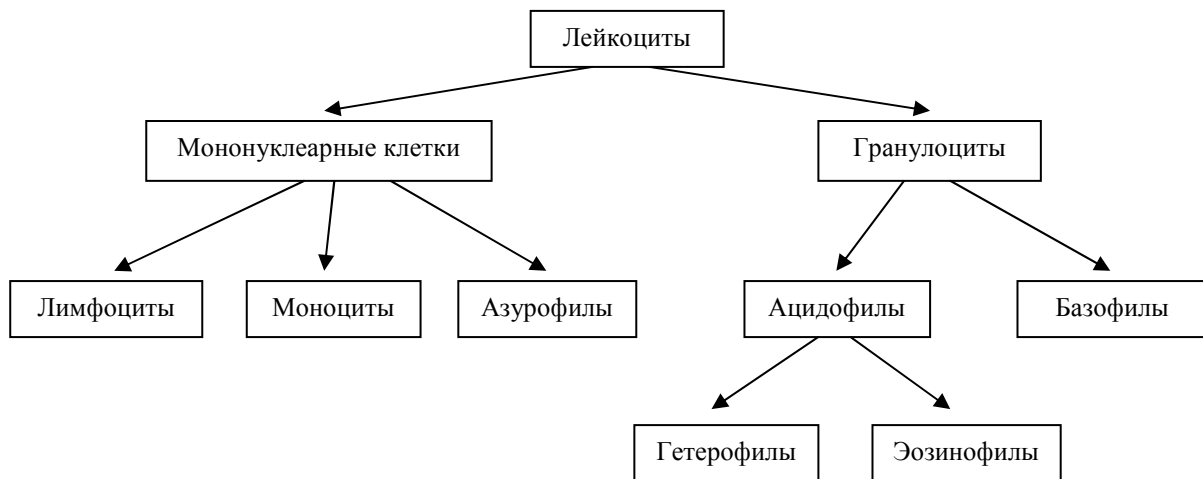 Лейкоциты
Мононуклеарные клетки
Гранулоциты
Лимфоциты
Моноциты
Азурофилы
Ацидофилы
Базофилы
Гетерофилы
Эозинофилы